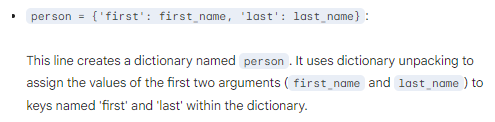 • person = {'first': first_name, 'last': last_name} :
This line creates a dictionary named person . It uses dictionary unpacking to
assign the values of the first two arguments ( first_name and last_name ) to
keys named 'first' and 'last' within the dictionary.